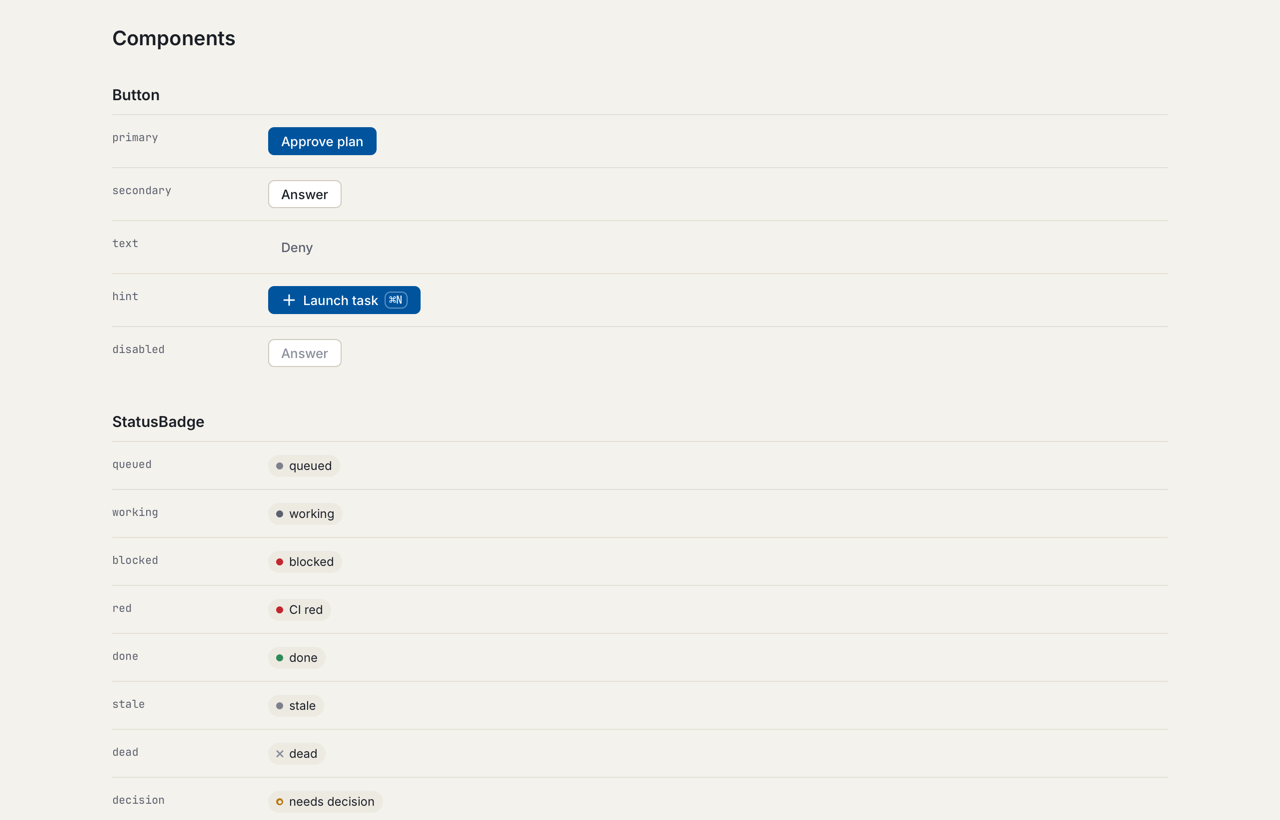 Components
Button
primary Approve plan
secondary Answer
text Deny
hint + Launch task ⌘N
disabled Answer
StatusBadge
queued queued
working working
blocked blocked
red CI red
done done
stale stale
dead × dead
decision needs decision